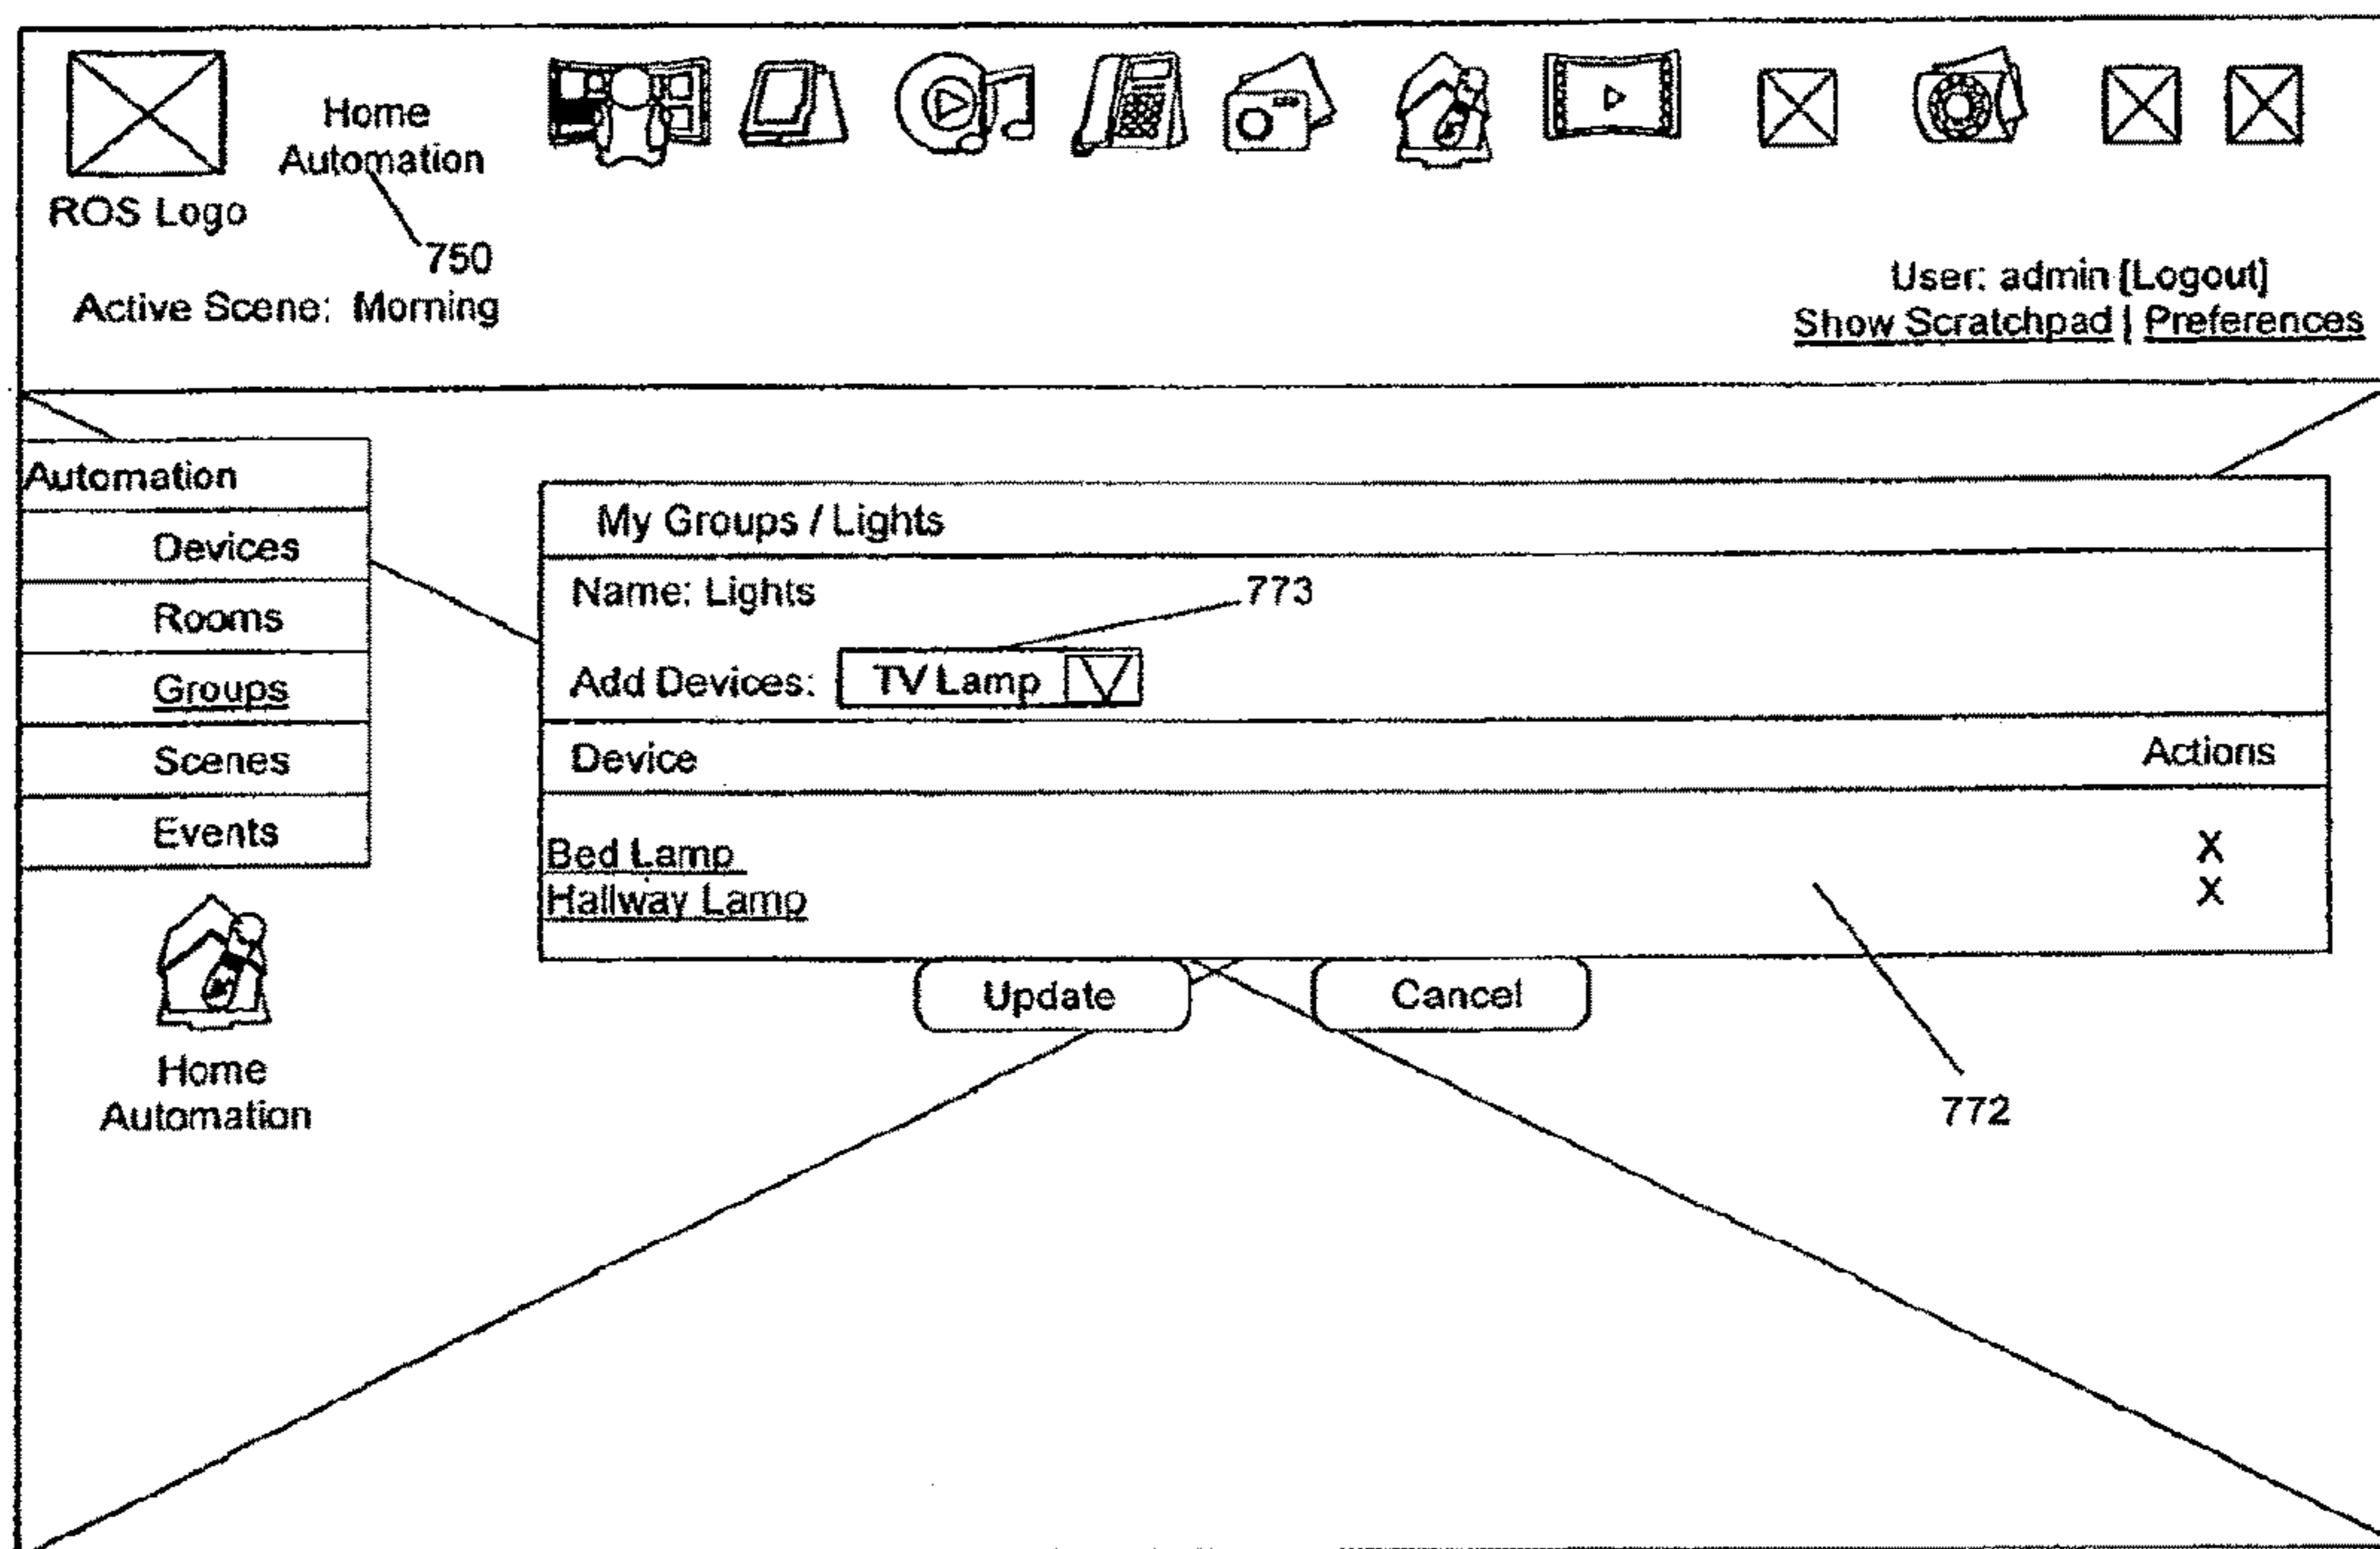 Home
Automation
ROS Logo
750
Active Scene: Morning
User: admin [Logout]
Show Scratchpad | Preferences
Automation
Devices
Rooms
Groups
Scenes
Events
Home
Automation
My Groups / Lights
Name: Lights
773
Add Devices: TV Lamp
Device Actions
Bed Lamp X
Hallway Lamp X
Update Cancel
772